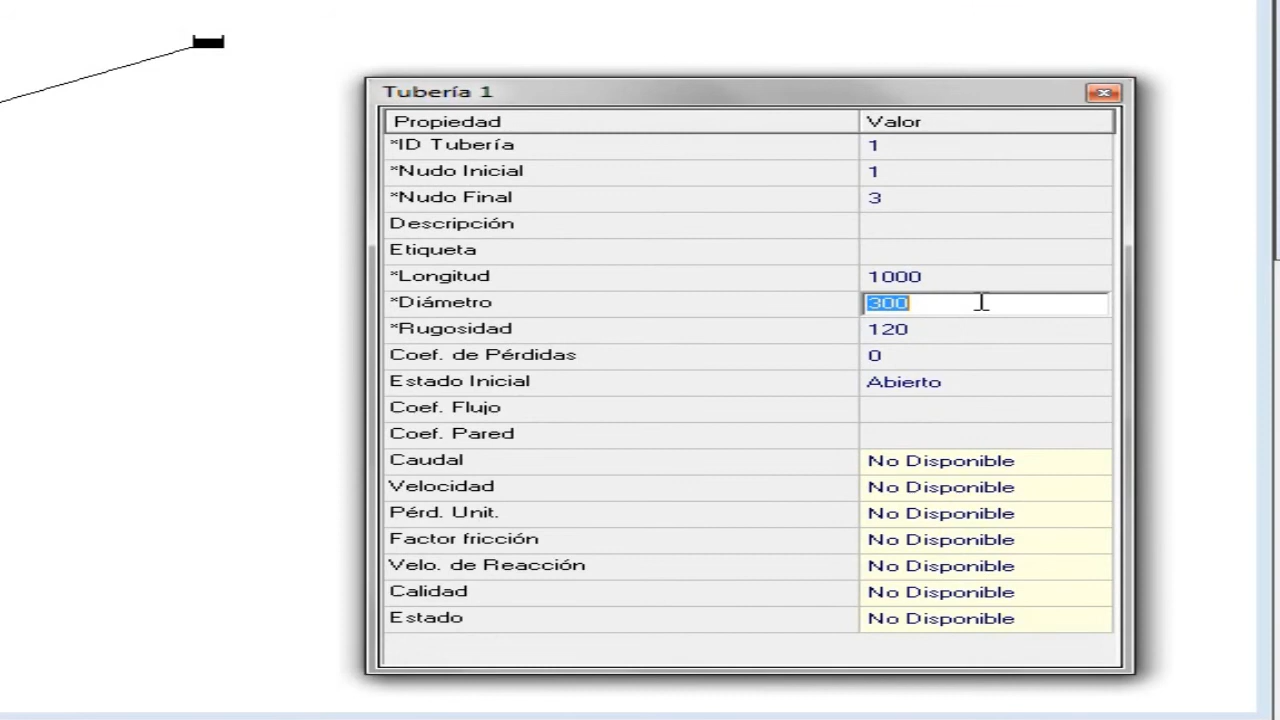 Tubería 1
Propiedad Valor
*ID Tubería 1
*Nudo Inicial 1
*Nudo Final 3
Descripción
Etiqueta
*Longitud 1000
*Diámetro 300
*Rugosidad 120
Coef. de Pérdidas 0
Estado Inicial Abierto
Coef. Flujo
Coef. Pared
Caudal No Disponible
Velocidad No Disponible
Pérd. Unit. No Disponible
Factor fricción No Disponible
Velo. de Reacción No Disponible
Calidad No Disponible
Estado No Disponible